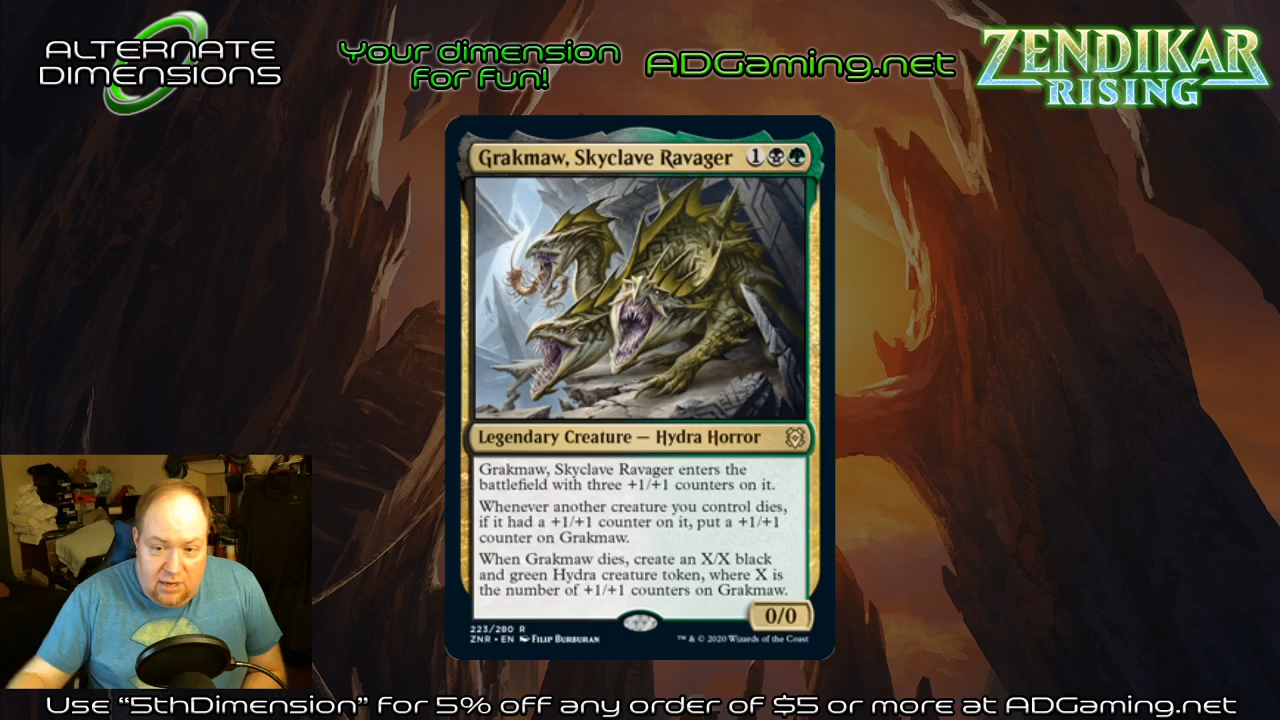 ALTERNATE
DIMENSIONS
Your dimension
for fun!
ADGaming.net
ZENDIKAR
RISING
Grakmaw, Skyclave Ravager 1
Legendary Creature — Hydra Horror
Grakmaw, Skyclave Ravager enters the
battlefield with three +1/+1 counters on it.
Whenever another creature you control dies,
if it had a +1/+1 counter on it, put a +1/+1
counter on Grakmaw.
When Grakmaw dies, create an X/X black
and green Hydra creature token, where X is
the number of +1/+1 counters on Grakmaw.
0/0
223/280 R
ZNR • EN Filip Burburan
™ & © 2020 Wizards of the Coast
Use “5thDimension” for 5% off any order of $5 or more at ADGaming.net